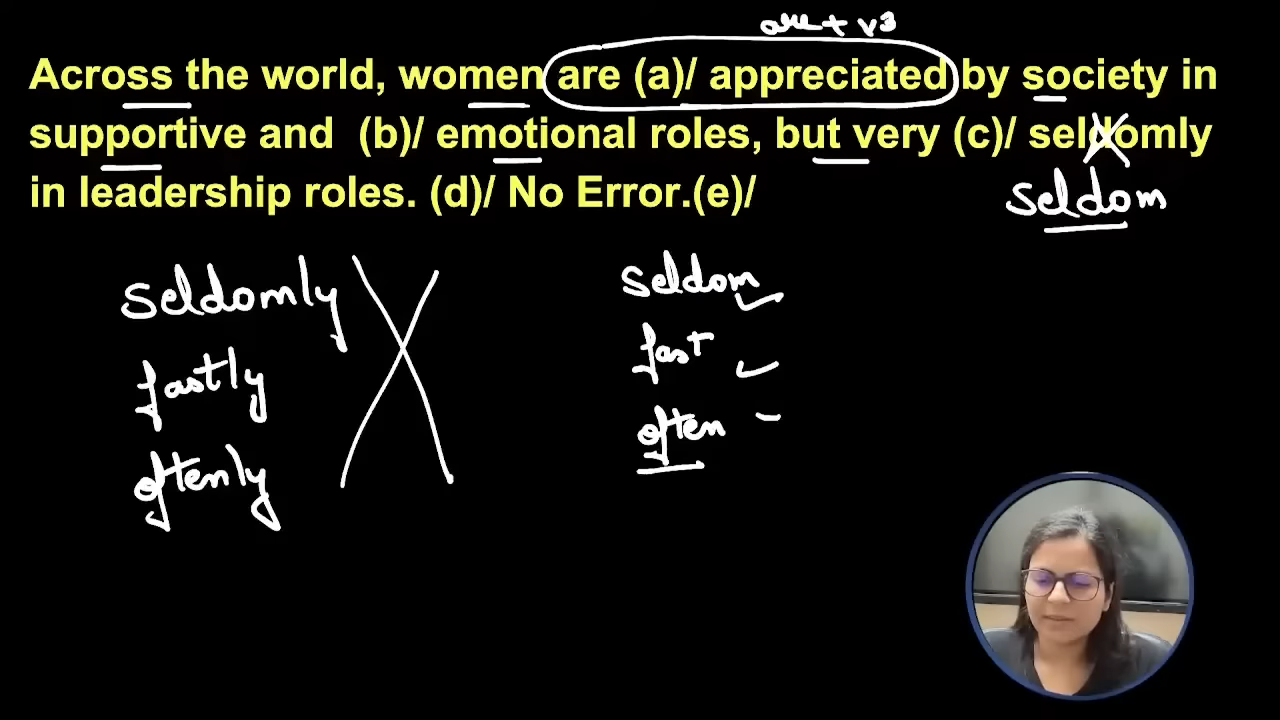 are + v3
Across the world, women are (a)/ appreciated by society in
supportive and (b)/ emotional roles, but very (c)/ seldomly
in leadership roles. (d)/ No Error.(e)/
seldom
seldomly
fastly
oftenly
seldom
fast
often